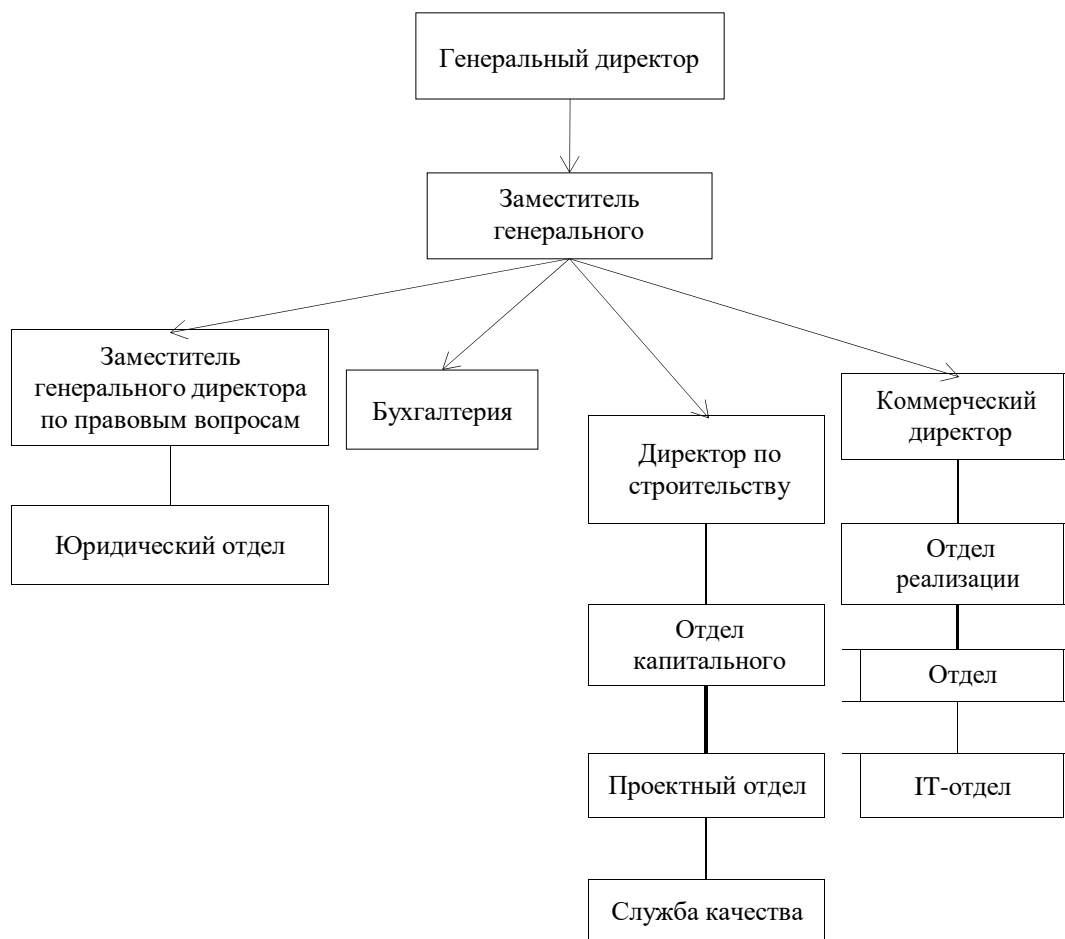 Генеральный директор
Заместитель
генерального
Заместитель
генерального директора
по правовым вопросам
Бухгалтерия
Директор по
строительству
Коммерческий
директор
Юридический отдел
Отдел
капитального
Отдел
реализации
Отдел
Проектный отдел
IT-отдел
Служба качества